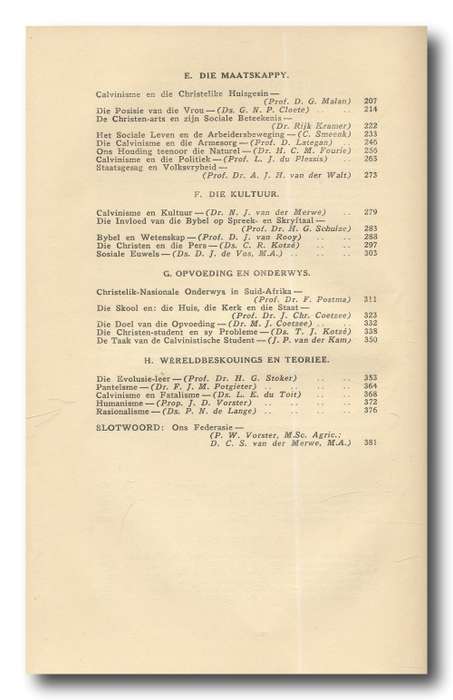 E. DIE MAATSKAPPY.
Calvinisme en die Christelike Huisgesin—
(Prof. D. G. Malan) 207
Die Posisie van die Vrou—(Ds. G. N. P. Cloete) .. .. 214
De Christen-arts en zijn Sociale Beteekenis—
(Dr. Rijk Kramer) 222
Het Sociale Leven en de Arbeidersbeweging—(C. Smeenk) 233
Die Calvinisme en die Armesorg—(Prof. D. Lategan) .. 246
Ons Houding teenoor die Naturel—(Dr. H. C. M. Fourie) 256
Calvinisme en die Politiek—(Prof. L. J. du Plessis) .. 263
Staatsgesag en Volksvryheid—
(Prof. Dr. A. J. H. van der Walt) 273
F. DIE KULTUUR.
Calvinisme en Kultuur—(Dr. N. J. van der Merwe) .. 279
Die Invloed van die Bybel op Spreek- en Skryftaal—
(Prof. Dr. H. G. Schulze) 283
Bybel en Wetenskap—(Prof. D. J. van Rooy) .. .. 288
Die Christen en die Pers—(Ds. C. R. Kotzé) .. .. 297
Sosiale Euwels—(Ds. D. J. de Vos, M.A.) .. .. .. 303
G. OPVOEDING EN ONDERWYS.
Christelik-Nasionale Onderwys in Suid-Afrika—
(Prof. Dr. F. Postma) 311
Die Skool en: die Huis, die Kerk en die Staat—
(Prof. Dr. J. Chr. Coetzee) 323
Die Doel van die Opvoeding—(Dr. M. J. Coetsee) .. .. 332
Die Christen-student en sy Probleme—(Ds. T. J. Kotzé) 338
De Taak van de Calvinistische Student—(J. P. van der Kam) 350
H. WÊRELDBESKOUINGS EN TEORIEË.
Die Evolusie-leer—(Prof. Dr. H. G. Stoker) .. .. .. 353
Panteïsme—(Dr. F. J. M. Potgieter) .. .. .. .. 364
Calvinisme en Fatalisme—(Ds. L. E. du Toit) .. .. 368
Humanisme—(Prop. J. D. Vorster) .. .. .. .. 372
Rasionalisme—(Ds. P. N. de Lange) .. .. .. .. 376
SLOTWOORD: Ons Federasie—
(P. W. Vorster, M.Sc. Agric.;
D. C. S. van der Merwe, M.A.) 381